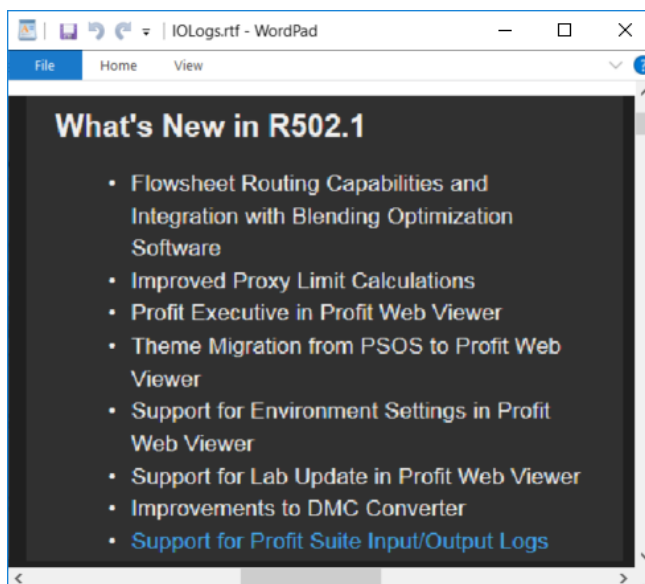 IOLogs.rtf - WordPad
File Home View
What's New in R502.1
• Flowsheet Routing Capabilities and
Integration with Blending Optimization
Software
• Improved Proxy Limit Calculations
• Profit Executive in Profit Web Viewer
• Theme Migration from PSOS to Profit Web
Viewer
• Support for Environment Settings in Profit
Web Viewer
• Support for Lab Update in Profit Web Viewer
• Improvements to DMC Converter
• Support for Profit Suite Input/Output Logs